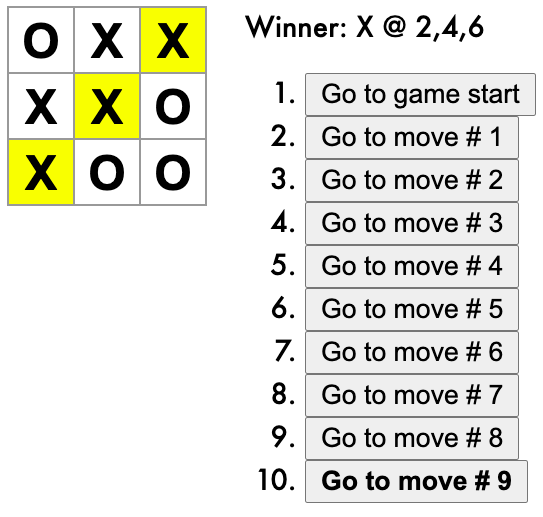 O X X
X X O
X O O
Winner: X @ 2,4,6
1. Go to game start
2. Go to move # 1
3. Go to move # 2
4. Go to move # 3
5. Go to move # 4
6. Go to move # 5
7. Go to move # 6
8. Go to move # 7
9. Go to move # 8
10. Go to move # 9